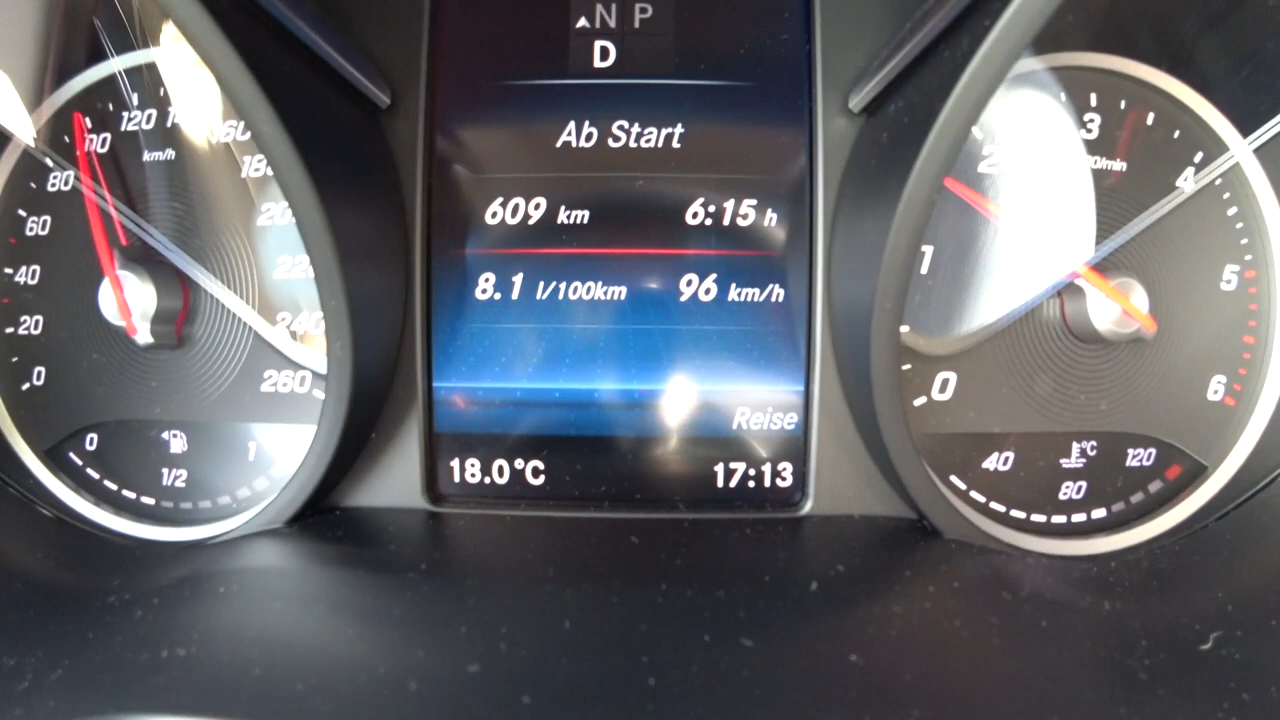 N P
D
Ab Start
609 km 6:15 h
8.1 l/100km 96 km/h
Reise
18.0°C 17:13
0
20
40
60
80
120
km/h
240
260
0 1/2 1
0
1
2
3
4
5
6
40 80 120
°C